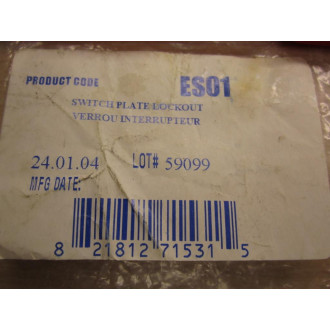 PRODUCT CODE ES01
SWITCH PLATE LOCKOUT
VERROU INTERRUPTEUR
24.01.04 LOT# 59099
MFG DATE:
8 21812 71531 5